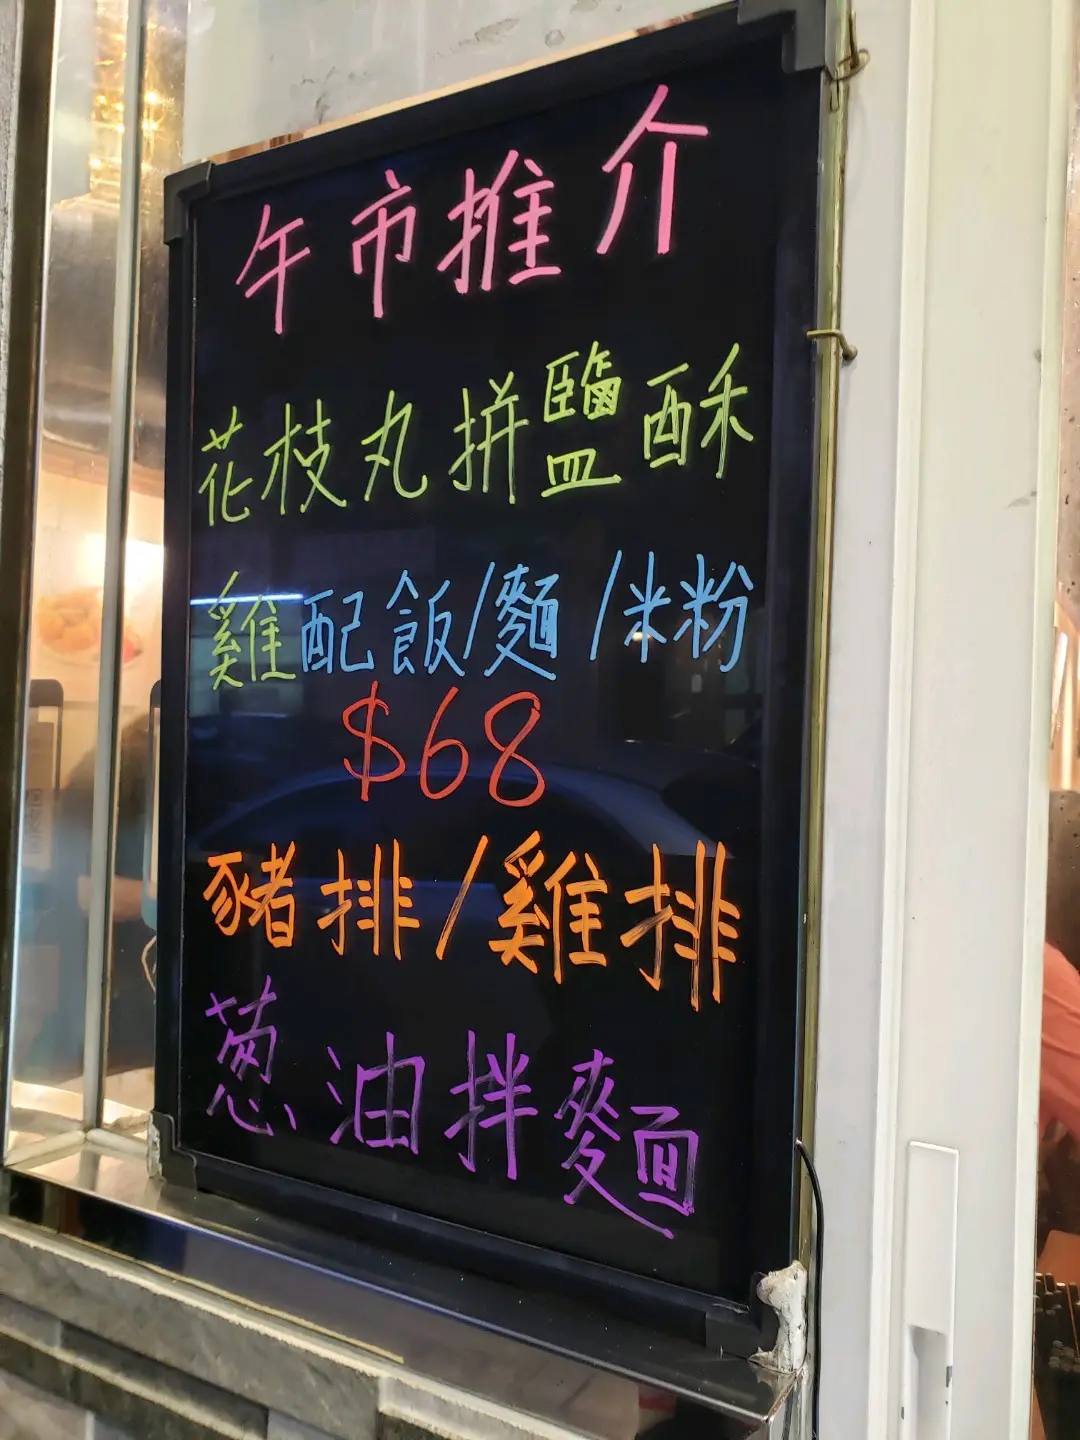 午市推介
花枝丸拼鹽酥
雞配飯/麵/米粉
$68
豬排/雞排
葱油拌麵